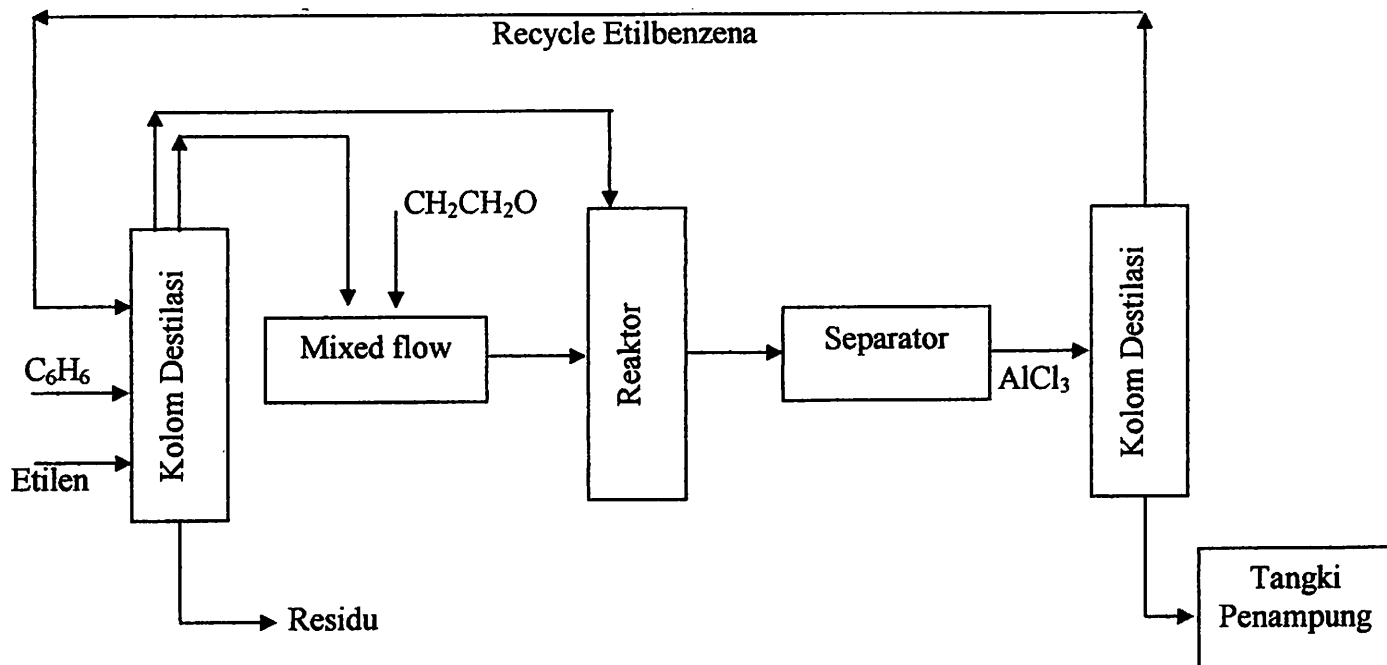 Recycle Etilbenzena
CH₂CH₂O
Kolom Destilasi
Mixed flow
Reaktor
Separator
Kolom Destilasi
C₆H₆
AlCl₃
Etilen
Residu
Tangki
Penampung